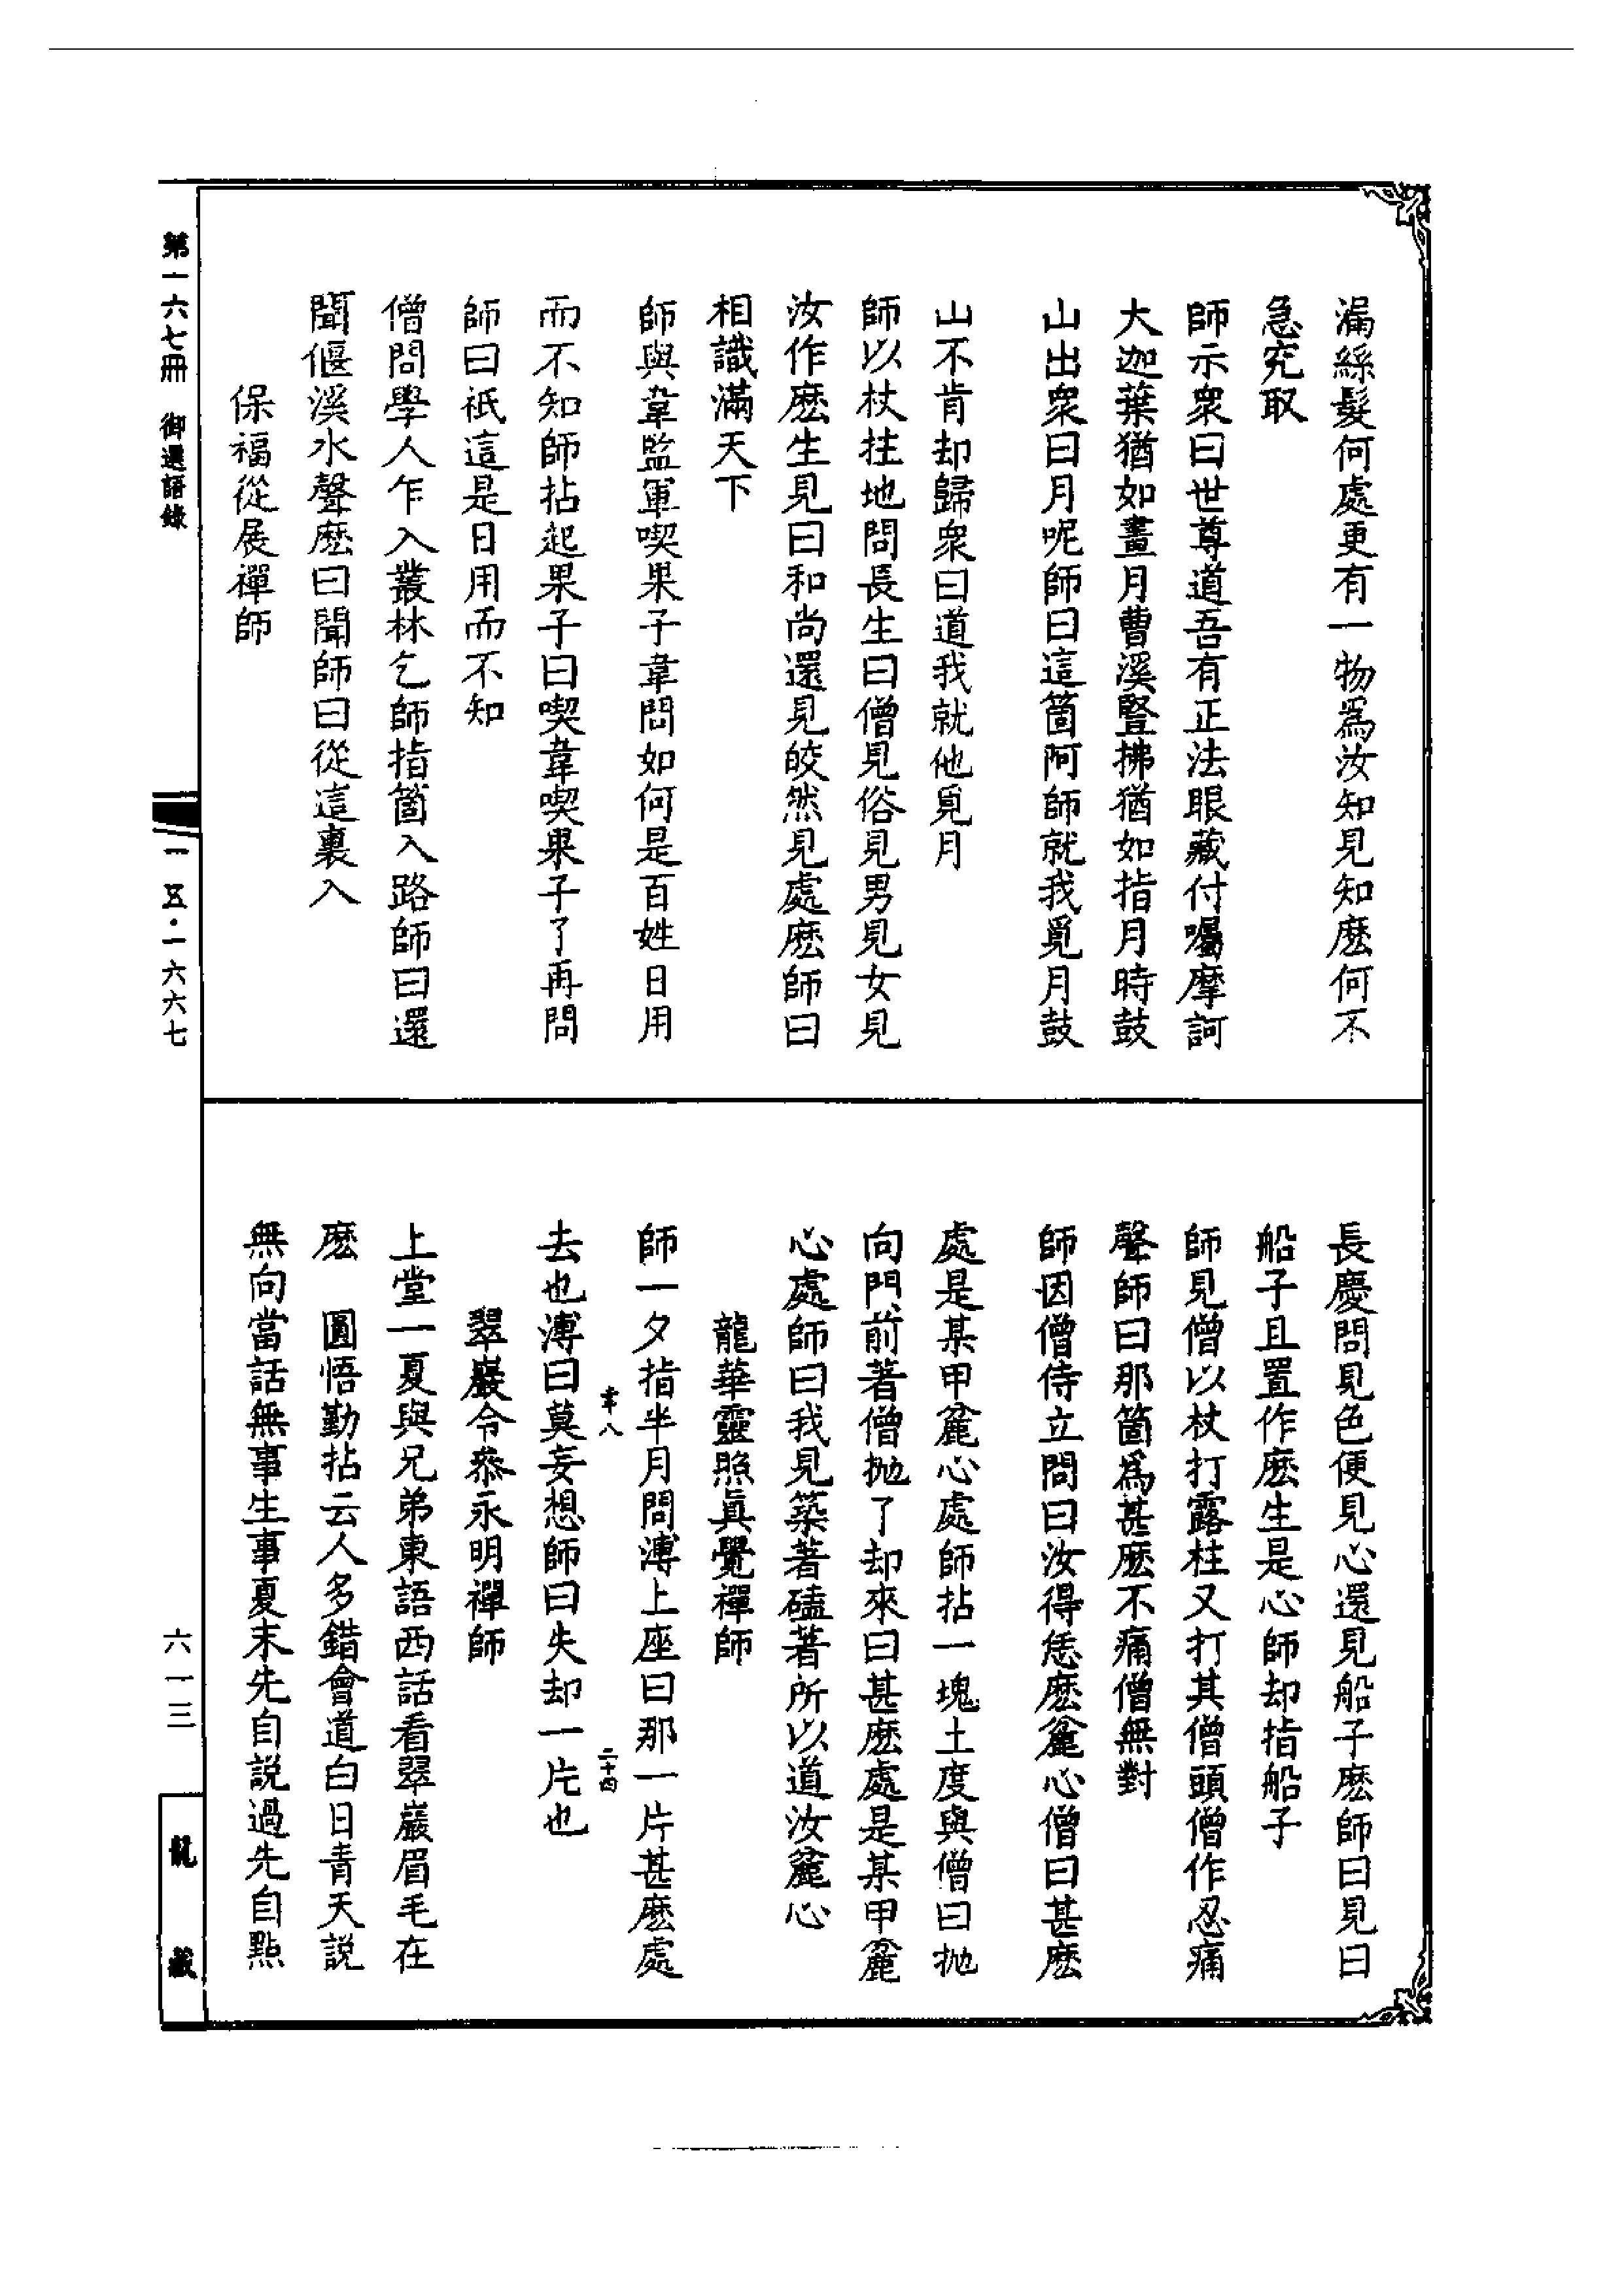 漏絲髮何處更有一物為汝知見知麽何不
急究取
師示衆曰世尊道吾有正法眼藏付囑摩訶
大迦葉猶如畫月曹溪豎拂猶如指月時鼓
山出衆曰月呢師曰這箇阿師就我覓月鼓
山不肯却歸衆曰道我就他覓月
師以杖拄地問長生曰僧見俗見男見女見
汝作麽生見曰和尚還見皎然見處麽師曰
相識滿天下
師與韋監軍喫果子韋問如何是百姓日用
而不知師拈起果子曰喫韋喫果子了再問
師曰衹這是日用而不知
僧問學人乍入叢林乞師指箇入路師曰還
聞偃溪水聲麽曰聞師曰從這裏入
保福從展禪師
長慶問見色便見心還見船子麽師曰見曰
船子且置作麽生是心師却指船子
師見僧以杖打露柱又打其僧頭僧作忍痛
聲師曰那箇為甚麽不痛僧無對
師因僧侍立問曰汝得恁麽麄心僧曰甚麽
處是某甲麄心處師拈一塊土度與僧曰拋
向門前著僧拋了却來曰甚麽處是某甲麄
心處師曰我見築著磕著所以道汝麄心
龍華靈照眞覺禪師
師一夕指半月問溥上座曰那一片甚麽處
去也溥曰莫妄想師曰失却一片也
翠巖令叅永明禪師
上堂一夏與兄弟東語西話看翠巖眉毛在
麽　圓悟勤拈云人多錯會道白日青天説
無向當話無事生事夏末先自説過先自點
二十四
第一六七冊　御選語錄
一五·一六六七
六一三
龍藏